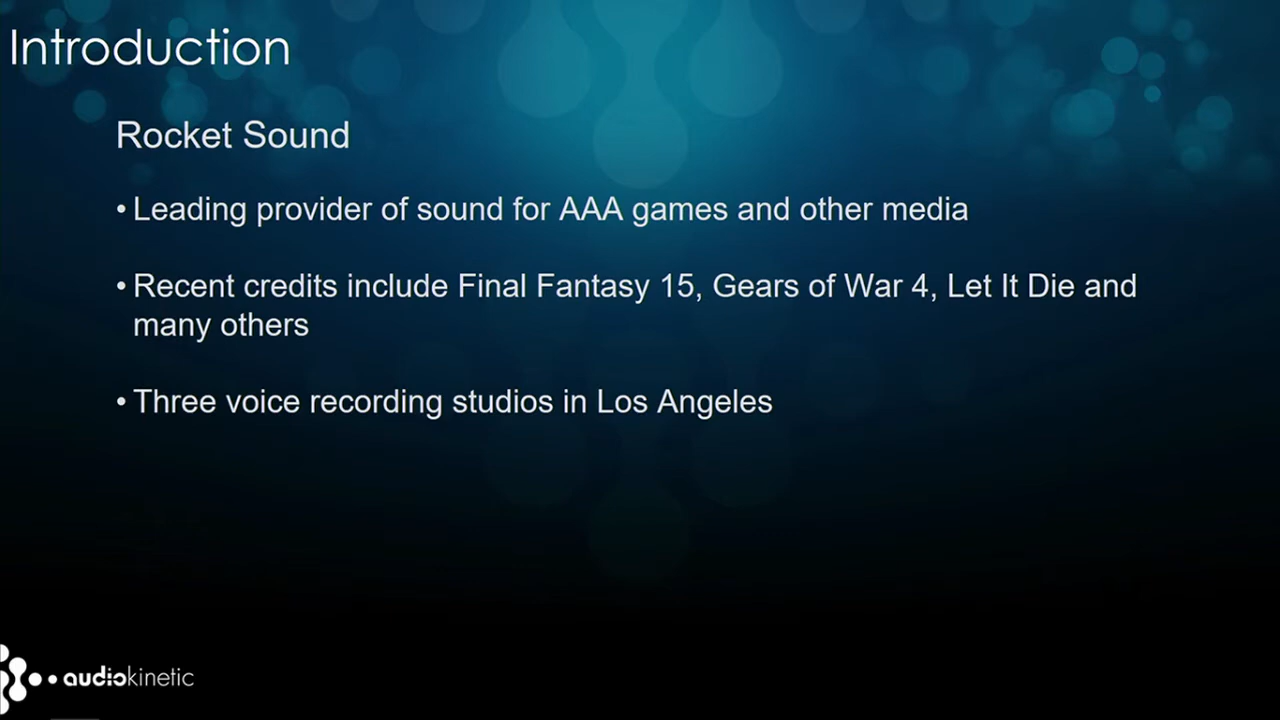 Introduction
Rocket Sound
• Leading provider of sound for AAA games and other media
• Recent credits include Final Fantasy 15, Gears of War 4, Let It Die and
many others
• Three voice recording studios in Los Angeles
audiokinetic